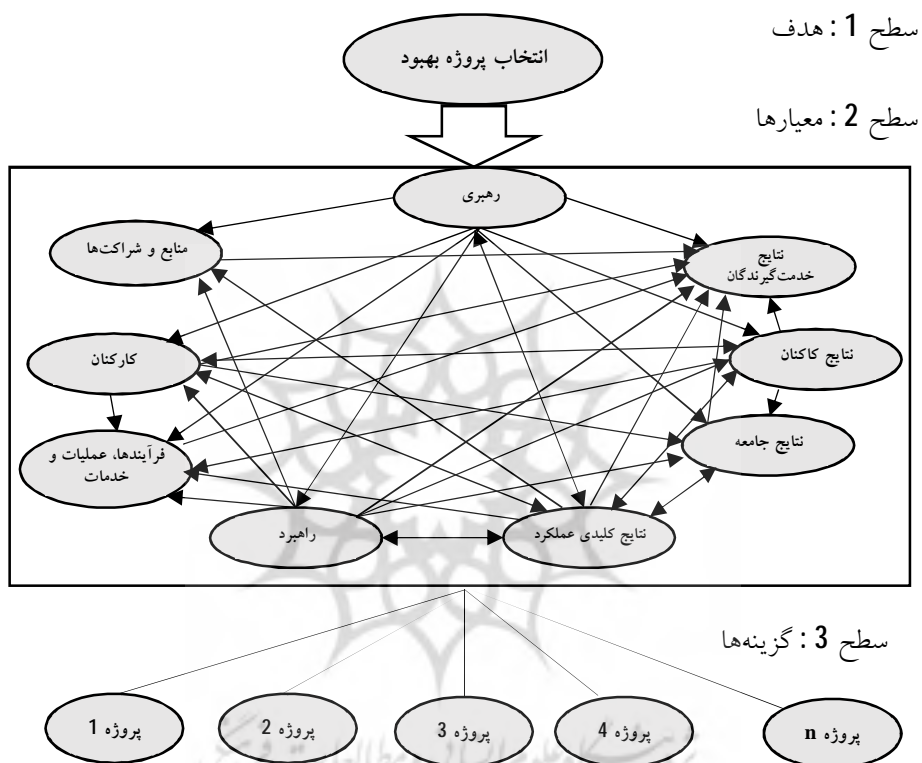 سطح 1 : هدف
انتخاب پروژه بهبود
سطح 2 : معیارها
رهبری
منابع و شراکت‌ها
نتایج
خدمت‌گیرندگان
کارکنان
نتایج کاکنان
نتایج جامعه
فرآیندها، عملیات و
خدمات
راهبرد
نتایج کلیدی عملکرد
سطح 3 : گزینه‌ها
پروژه 1
پروژه 2
پروژه 3
پروژه 4
پروژه n